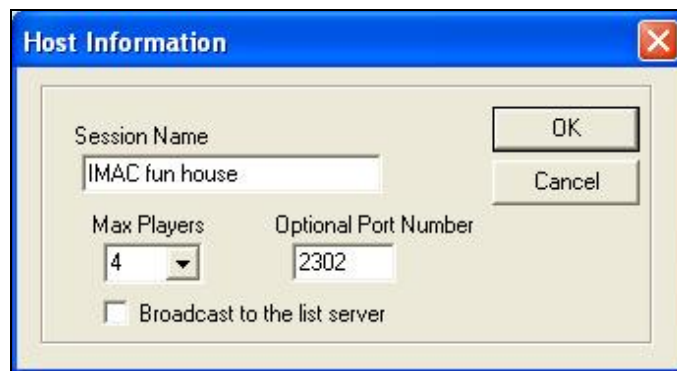 Host Information
Session Name
OK
IMAC fun house
Cancel
Max Players Optional Port Number
4 2302
Broadcast to the list server